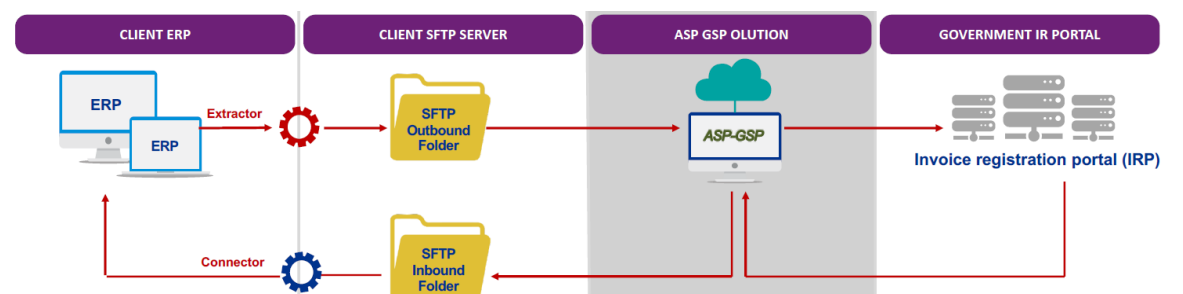 CLIENT ERP
CLIENT SFTP SERVER
ASP GSP OLUTION
GOVERNMENT IR PORTAL
ERP
ERP
Extractor
SFTP
Outbound
Folder
ASP-GSP
Invoice registration portal (IRP)
Connector
SFTP
Inbound
Folder